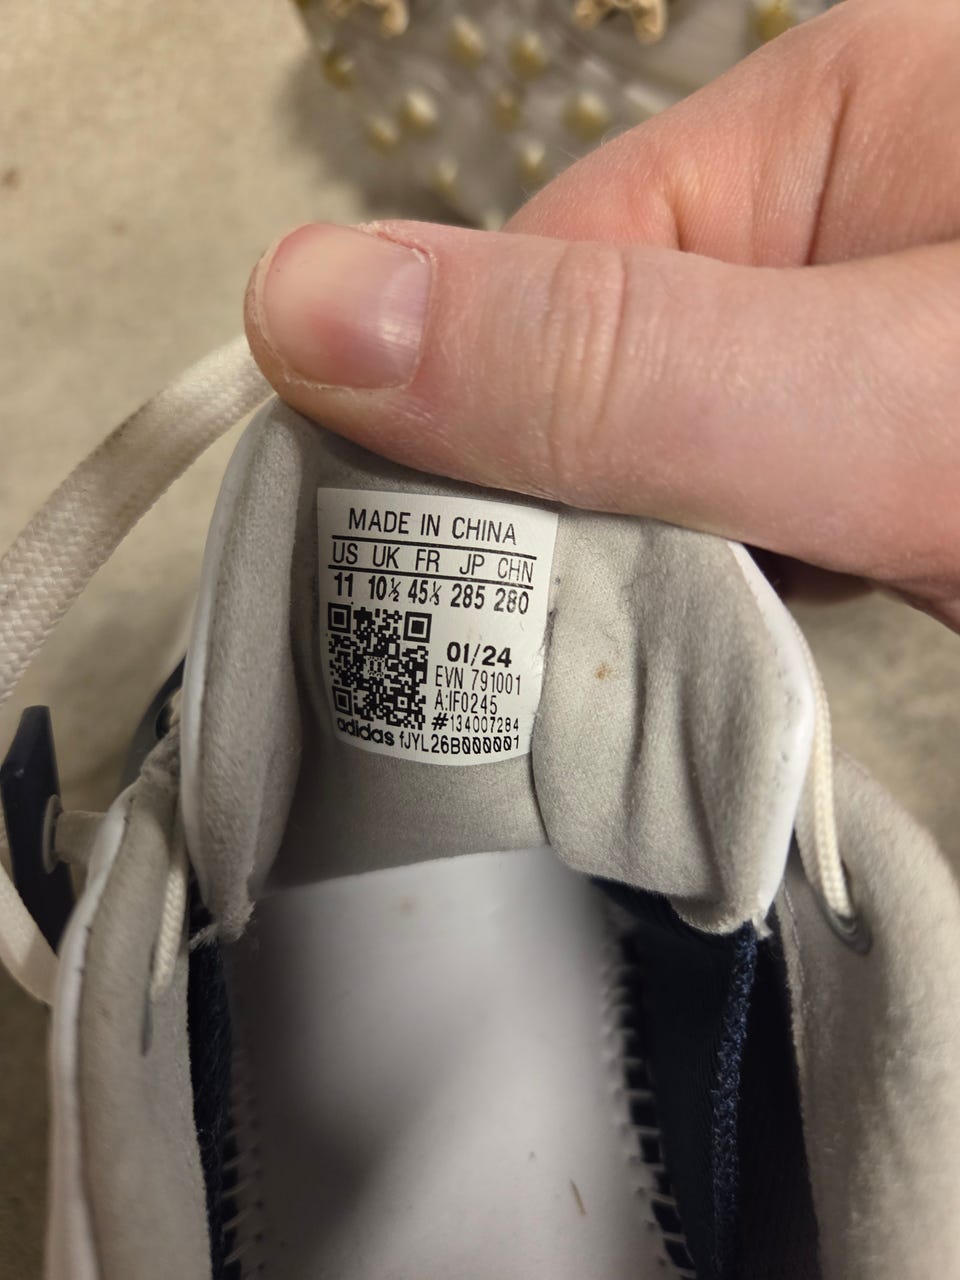 MADE IN CHINA
US UK FR JP CHN
11 10½ 45⅓ 285 280
01/24
EVN 791001
A:IF0245
#134007284
adidas fJYL26B000001